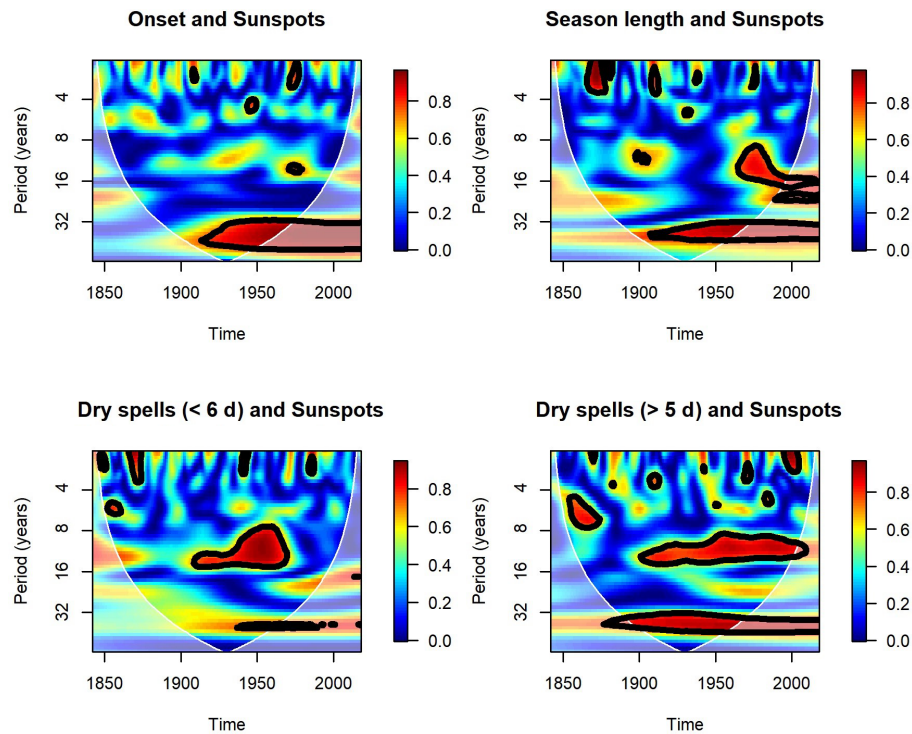 Onset and Sunspots
Period (years)
4
8
16
32
1850 1900 1950 2000
Time
0.8
0.6
0.4
0.2
0.0
Season length and Sunspots
Period (years)
4
8
16
32
1850 1900 1950 2000
Time
0.8
0.6
0.4
0.2
0.0
Dry spells (< 6 d) and Sunspots
Period (years)
4
8
16
32
1850 1900 1950 2000
Time
0.8
0.6
0.4
0.2
0.0
Dry spells (> 5 d) and Sunspots
Period (years)
4
8
16
32
1850 1900 1950 2000
Time
0.8
0.6
0.4
0.2
0.0